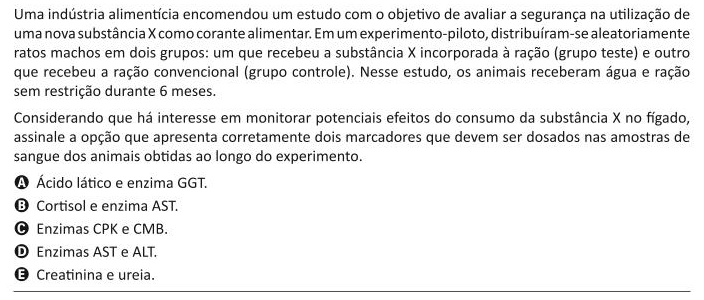 Uma indústria alimentícia encomendou um estudo com o objetivo de avaliar a segurança na utilização de
uma nova substância X como corante alimentar. Em um experimento-piloto, distribuíram-se aleatoriamente
ratos machos em dois grupos: um que recebeu a substância X incorporada à ração (grupo teste) e outro
que recebeu a ração convencional (grupo controle). Nesse estudo, os animais receberam água e ração
sem restrição durante 6 meses.
Considerando que há interesse em monitorar potenciais efeitos do consumo da substância X no fígado,
assinale a opção que apresenta corretamente dois marcadores que devem ser dosados nas amostras de
sangue dos animais obtidas ao longo do experimento.
A Ácido lático e enzima GGT.
B Cortisol e enzima AST.
C Enzimas CPK e CMB.
D Enzimas AST e ALT.
E Creatinina e ureia.